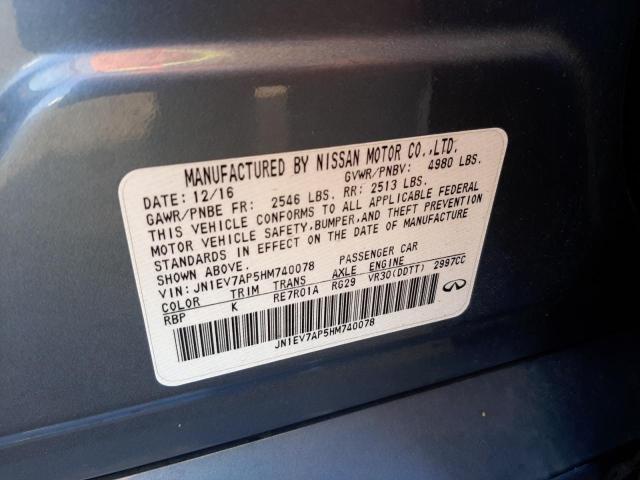 MANUFACTURED BY NISSAN MOTOR CO.,LTD.
DATE: 12/16 GVWR/PNBV: 4980 LBS.
GAWR/PNBE FR: 2546 LBS. RR: 2513 LBS.
THIS VEHICLE CONFORMS TO ALL APPLICABLE FEDERAL
MOTOR VEHICLE SAFETY,BUMPER,AND THEFT PREVENTION
STANDARDS IN EFFECT ON THE DATE OF MANUFACTURE
SHOWN ABOVE.
VIN: JN1EV7AP5HM740078 PASSENGER CAR
COLOR TRIM TRANS AXLE ENGINE
RBP K RE7R01A RG29 VR30(DDTT) 2997CC
JN1EV7AP5HM740078